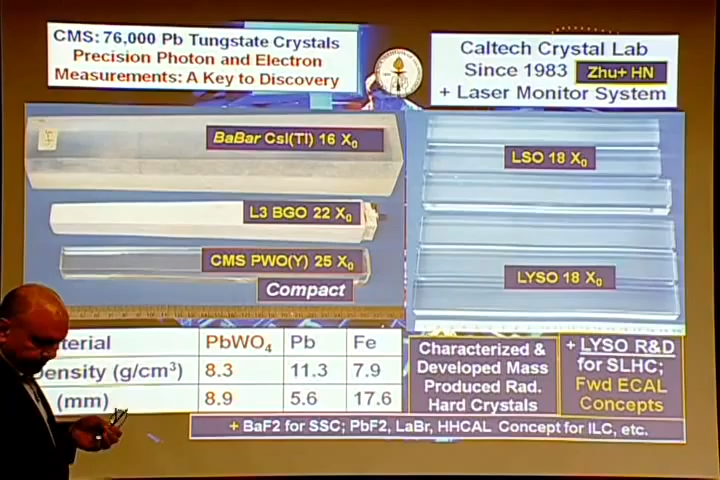 CMS: 76,000 Pb Tungstate Crystals
Precision Photon and Electron
Measurements: A Key to Discovery
Caltech Crystal Lab
Since 1983 Zhu+ HN
+ Laser Monitor System
BaBar CsI(Tl) 16 X₀
L3 BGO 22 X₀
CMS PWO(Y) 25 X₀
Compact
LSO 18 X₀
LYSO 18 X₀
terial PbWO₄ Pb Fe
Density (g/cm³) 8.3 11.3 7.9
(mm) 8.9 5.6 17.6
Characterized &
Developed Mass
Produced Rad.
Hard Crystals
+ LYSO R&D
for SLHC;
Fwd ECAL
Concepts
+ BaF2 for SSC; PbF2, LaBr, HHCAL Concept for ILC, etc.